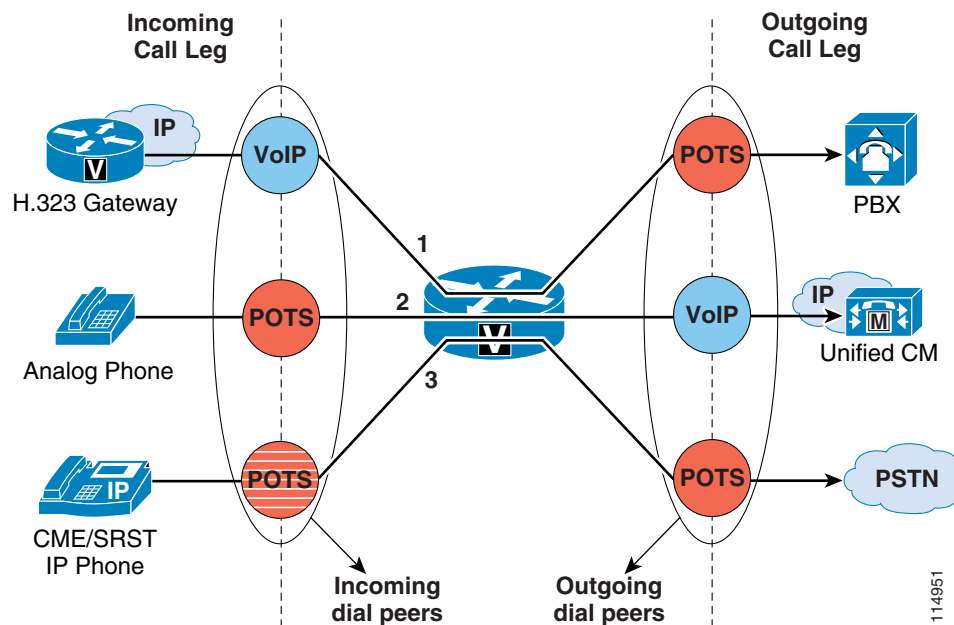 Incoming
Call Leg
Outgoing
Call Leg
IP
VoIP
POTS
V
H.323 Gateway
PBX
1
2
POTS
VoIP
IP
M
V
Analog Phone
Unified CM
3
IP
POTS
POTS
PSTN
CME/SRST
IP Phone
Incoming
dial peers
Outgoing
dial peers
114951